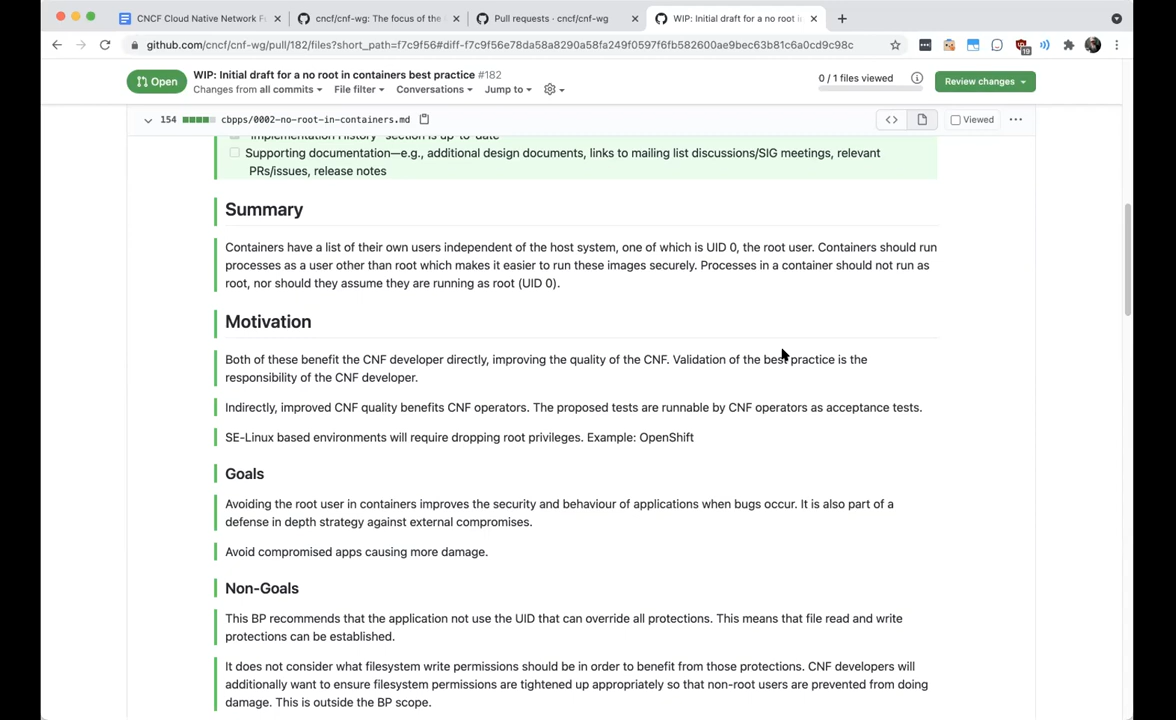 CNCF Cloud Native Network F
cncf/cnf-wg: The focus of the
Pull requests · cncf/cnf-wg
WIP: Initial draft for a no root i
github.com/cncf/cnf-wg/pull/182/files?short_path=f7c9f56#diff-f7c9f56e78da58a8290a58fa249f0597f6fb582600ae9bec63b81c6a0cd9c98c
19
Open
WIP: Initial draft for a no root in containers best practice #182
Changes from all commits
File filter
Conversations
Jump to
0 / 1 files viewed
Review changes
154
cbpps/0002-no-root-in-containers.md
Viewed
"Implementation History" section is up-to-date
Supporting documentation—e.g., additional design documents, links to mailing list discussions/SIG meetings, relevant
PRs/issues, release notes
Summary
Containers have a list of their own users independent of the host system, one of which is UID 0, the root user. Containers should run
processes as a user other than root which makes it easier to run these images securely. Processes in a container should not run as
root, nor should they assume they are running as root (UID 0).
Motivation
Both of these benefit the CNF developer directly, improving the quality of the CNF. Validation of the best practice is the
responsibility of the CNF developer.
Indirectly, improved CNF quality benefits CNF operators. The proposed tests are runnable by CNF operators as acceptance tests.
SE-Linux based environments will require dropping root privileges. Example: OpenShift
Goals
Avoiding the root user in containers improves the security and behaviour of applications when bugs occur. It is also part of a
defense in depth strategy against external compromises.
Avoid compromised apps causing more damage.
Non-Goals
This BP recommends that the application not use the UID that can override all protections. This means that file read and write
protections can be established.
It does not consider what filesystem write permissions should be in order to benefit from those protections. CNF developers will
additionally want to ensure filesystem permissions are tightened up appropriately so that non-root users are prevented from doing
damage. This is outside the BP scope.